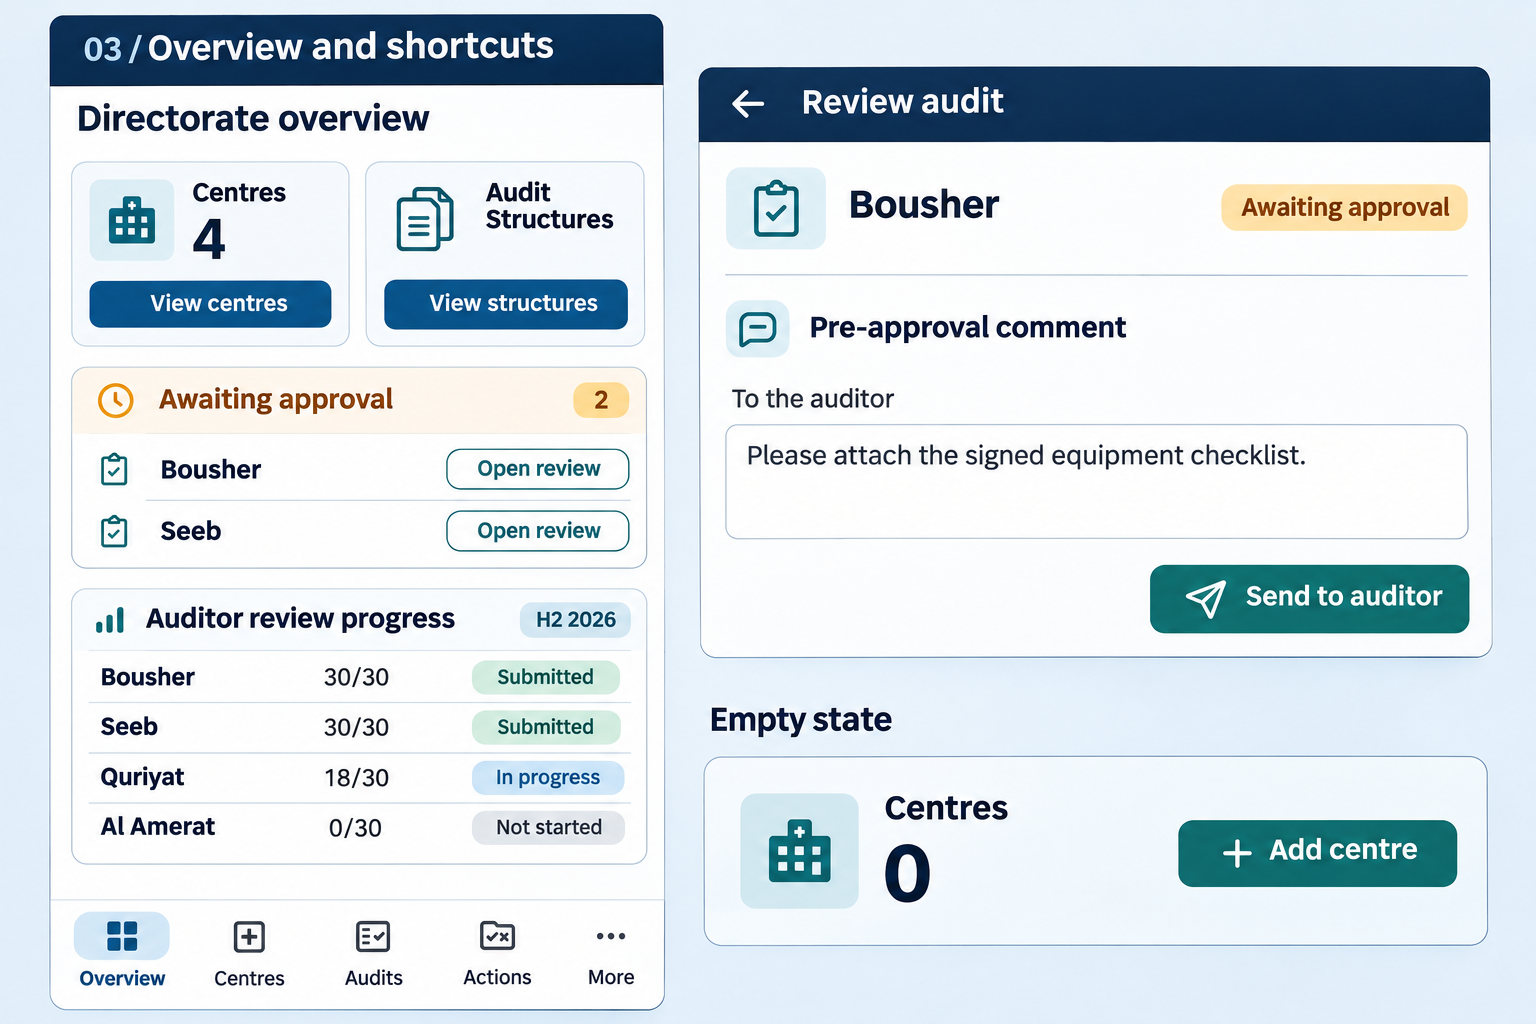 03 / Overview and shortcuts
Directorate overview
Centres
4
View centres
Audit
Structures
View structures
Awaiting approval
2
Bousher
Open review
Seeb
Open review
Auditor review progress
H2 2026
Bousher 30/30 Submitted
Seeb 30/30 Submitted
Quriyat 18/30 In progress
Al Amerat 0/30 Not started
Overview
Centres
Audits
Actions
More
Review audit
Bousher
Awaiting approval
Pre-approval comment
To the auditor
Please attach the signed equipment checklist.
Send to auditor
Empty state
Centres
0
Add centre